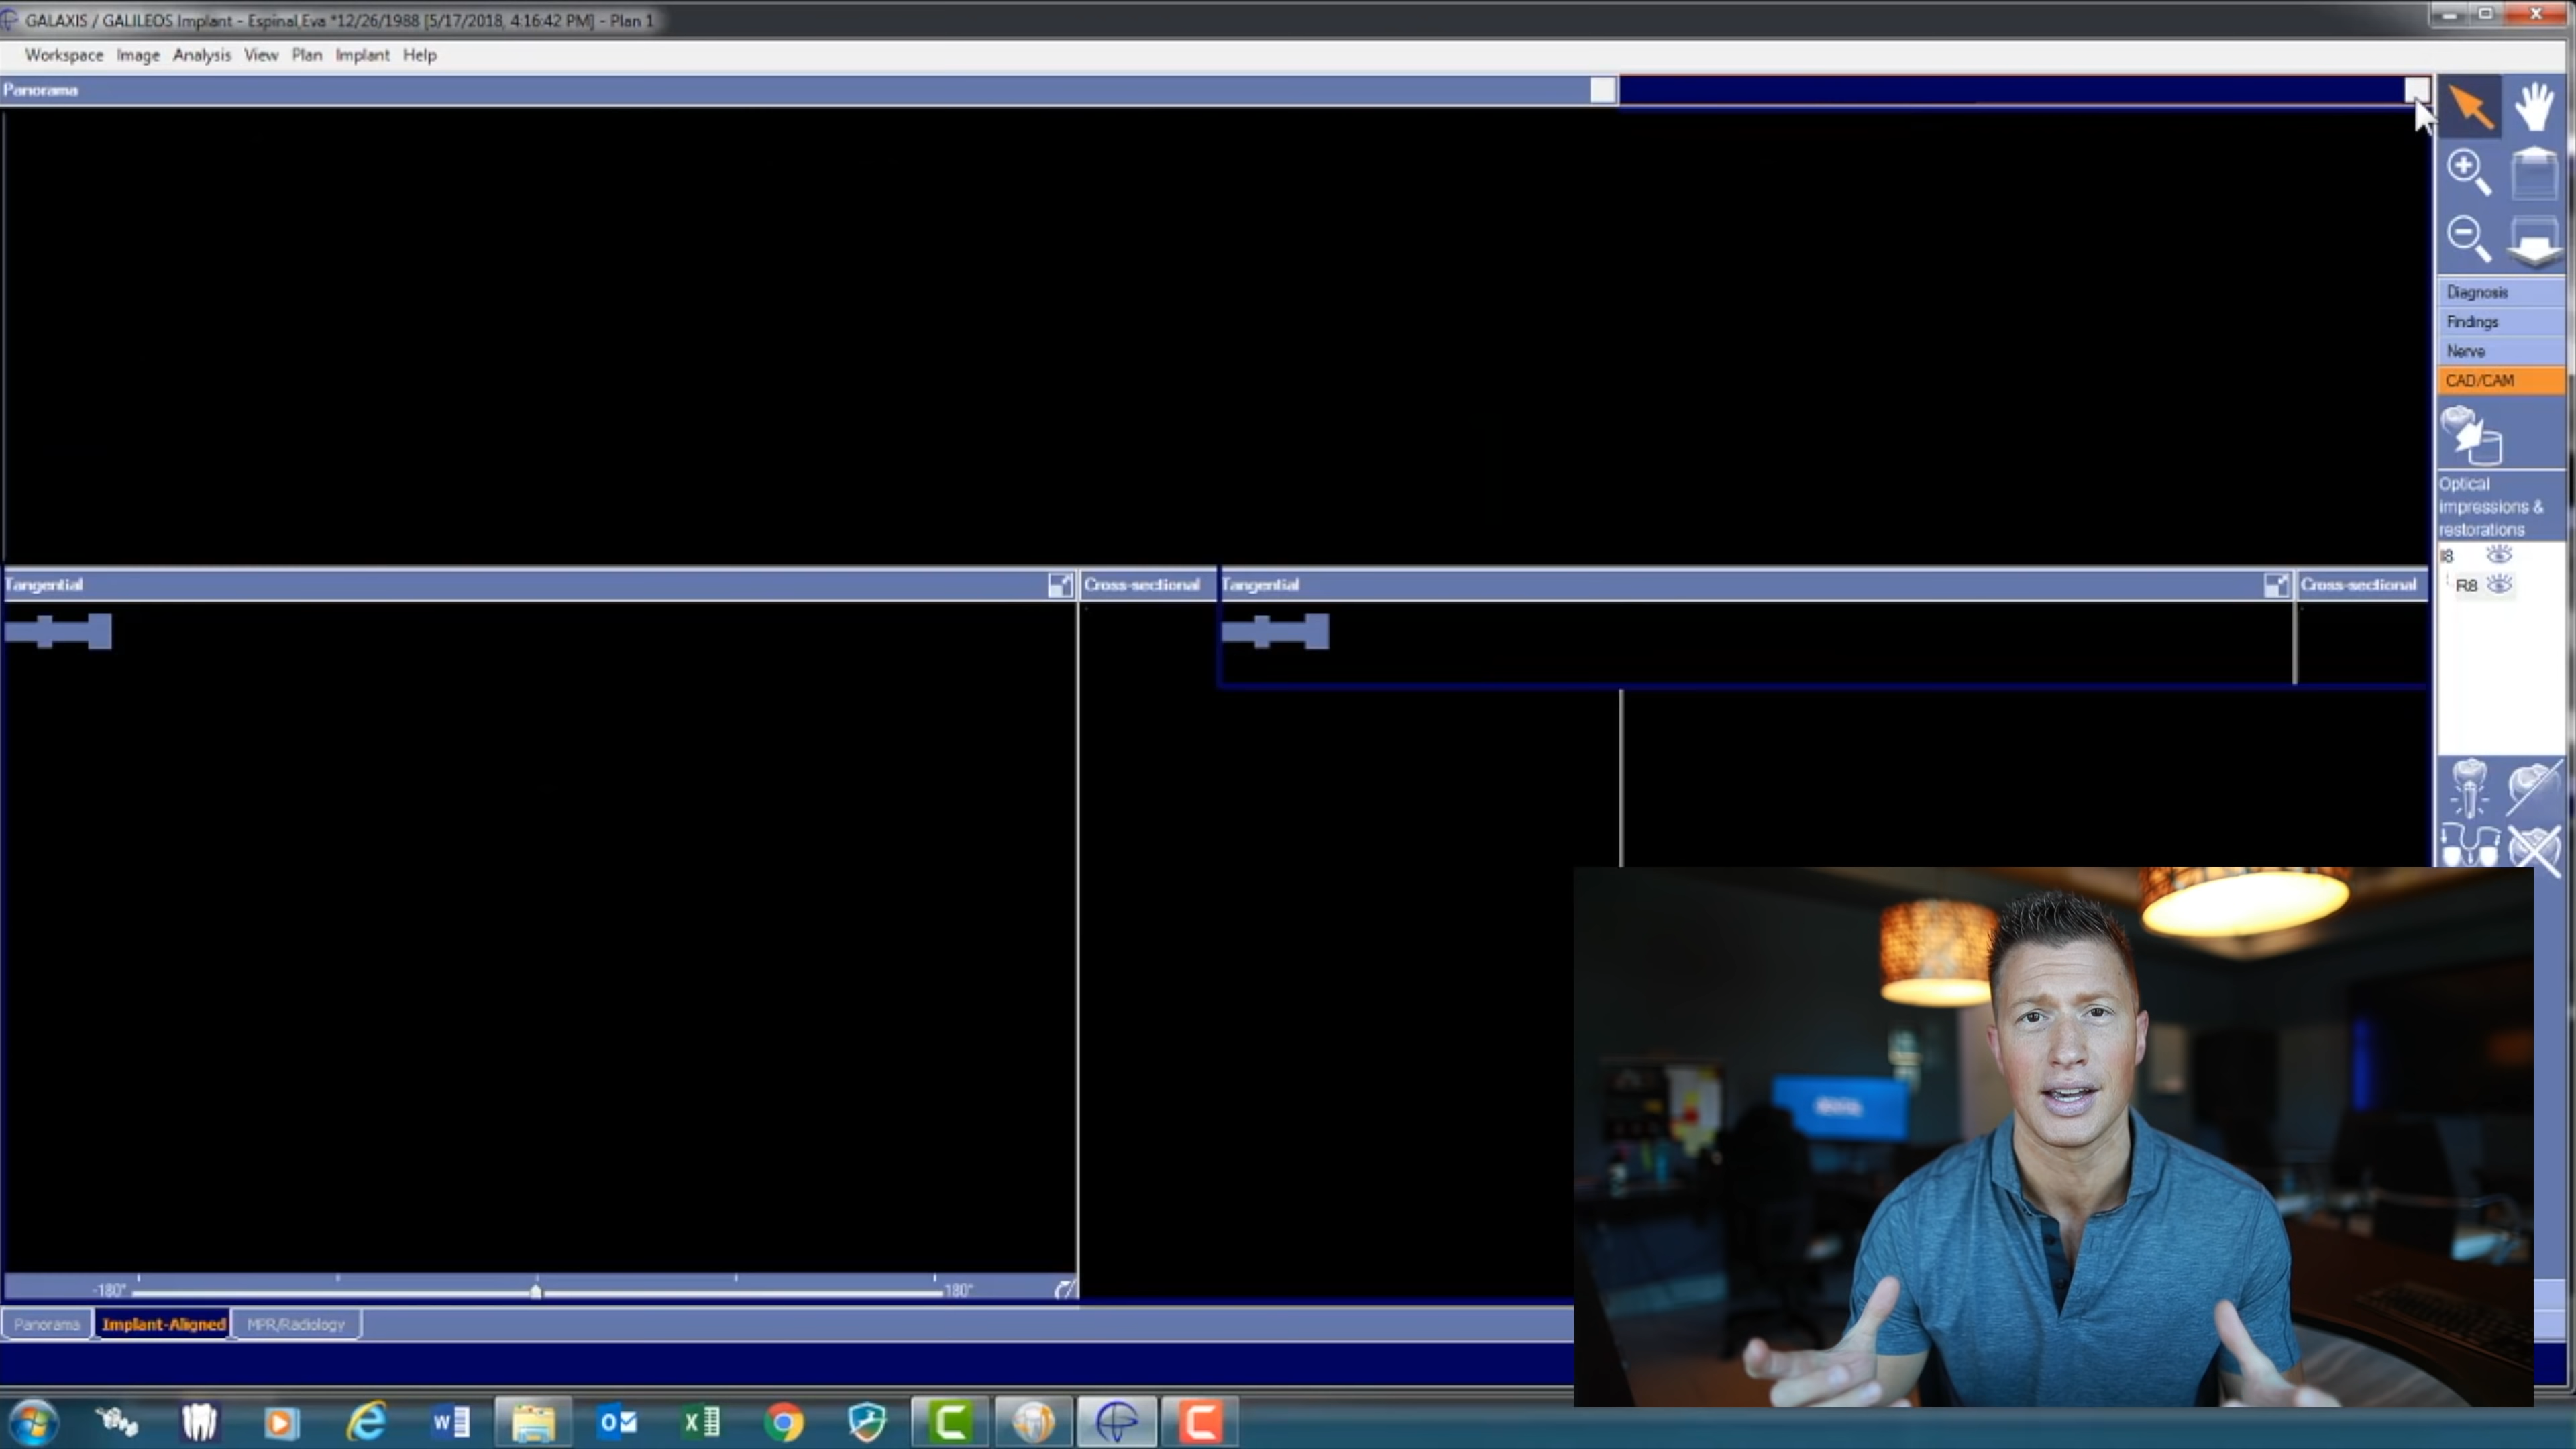 GALAXIS / GALILEOS Implant - Espinal,Eva *12/26/1988 [5/17/2018, 4:16:42 PM] - Plan 1
Workspace Image Analysis View Plan Implant Help
Panorama
Diagnosis
Findings
Nerve
CAD/CAM
Optical
impressions &
restorations
I8
R8
Tangential
Cross-sectional
Tangential
Cross-sectional
-180°
180°
Panorama
Implant-Aligned
MPR/Radiology